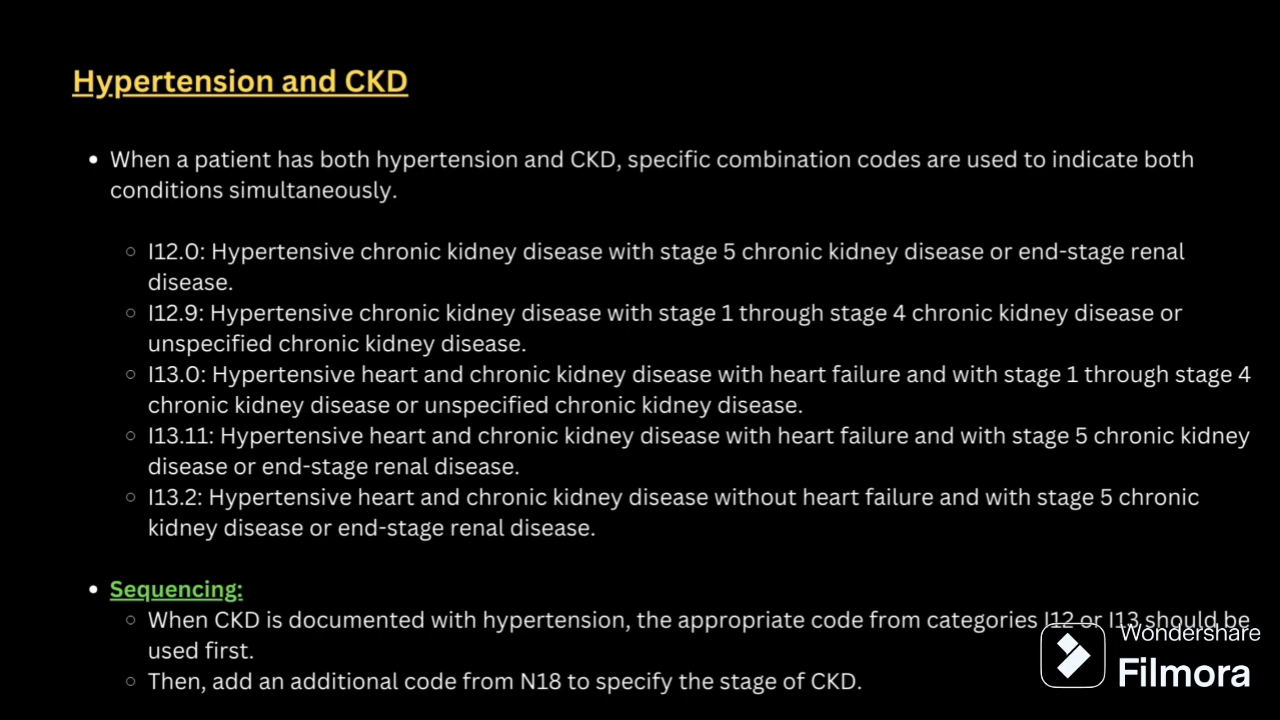 Hypertension and CKD
• When a patient has both hypertension and CKD, specific combination codes are used to indicate both
conditions simultaneously.
○ I12.0: Hypertensive chronic kidney disease with stage 5 chronic kidney disease or end-stage renal
disease.
○ I12.9: Hypertensive chronic kidney disease with stage 1 through stage 4 chronic kidney disease or
unspecified chronic kidney disease.
○ I13.0: Hypertensive heart and chronic kidney disease with heart failure and with stage 1 through stage 4
chronic kidney disease or unspecified chronic kidney disease.
○ I13.11: Hypertensive heart and chronic kidney disease with heart failure and with stage 5 chronic kidney
disease or end-stage renal disease.
○ I13.2: Hypertensive heart and chronic kidney disease without heart failure and with stage 5 chronic
kidney disease or end-stage renal disease.
• Sequencing:
○ When CKD is documented with hypertension, the appropriate code from categories I12 or I13 should be
used first.
○ Then, add an additional code from N18 to specify the stage of CKD.
Wondershare
Filmora